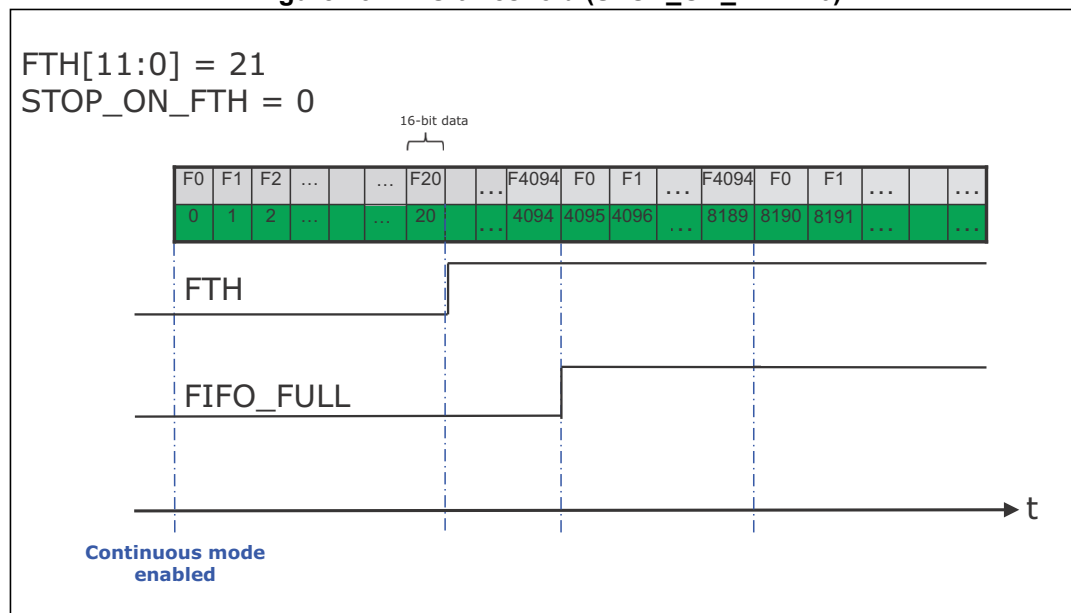 FTH[11:0] = 21
STOP_ON_FTH = 0
16-bit data
F0 F1 F2 ... ... F20 ... F4094 F0 F1 ... F4094 F0 F1 ... ...
0 1 2 ... ... 20 ... 4094 4095 4096 ... 8189 8190 8191 ... ...
FTH
FIFO_FULL
t
Continuous mode
enabled